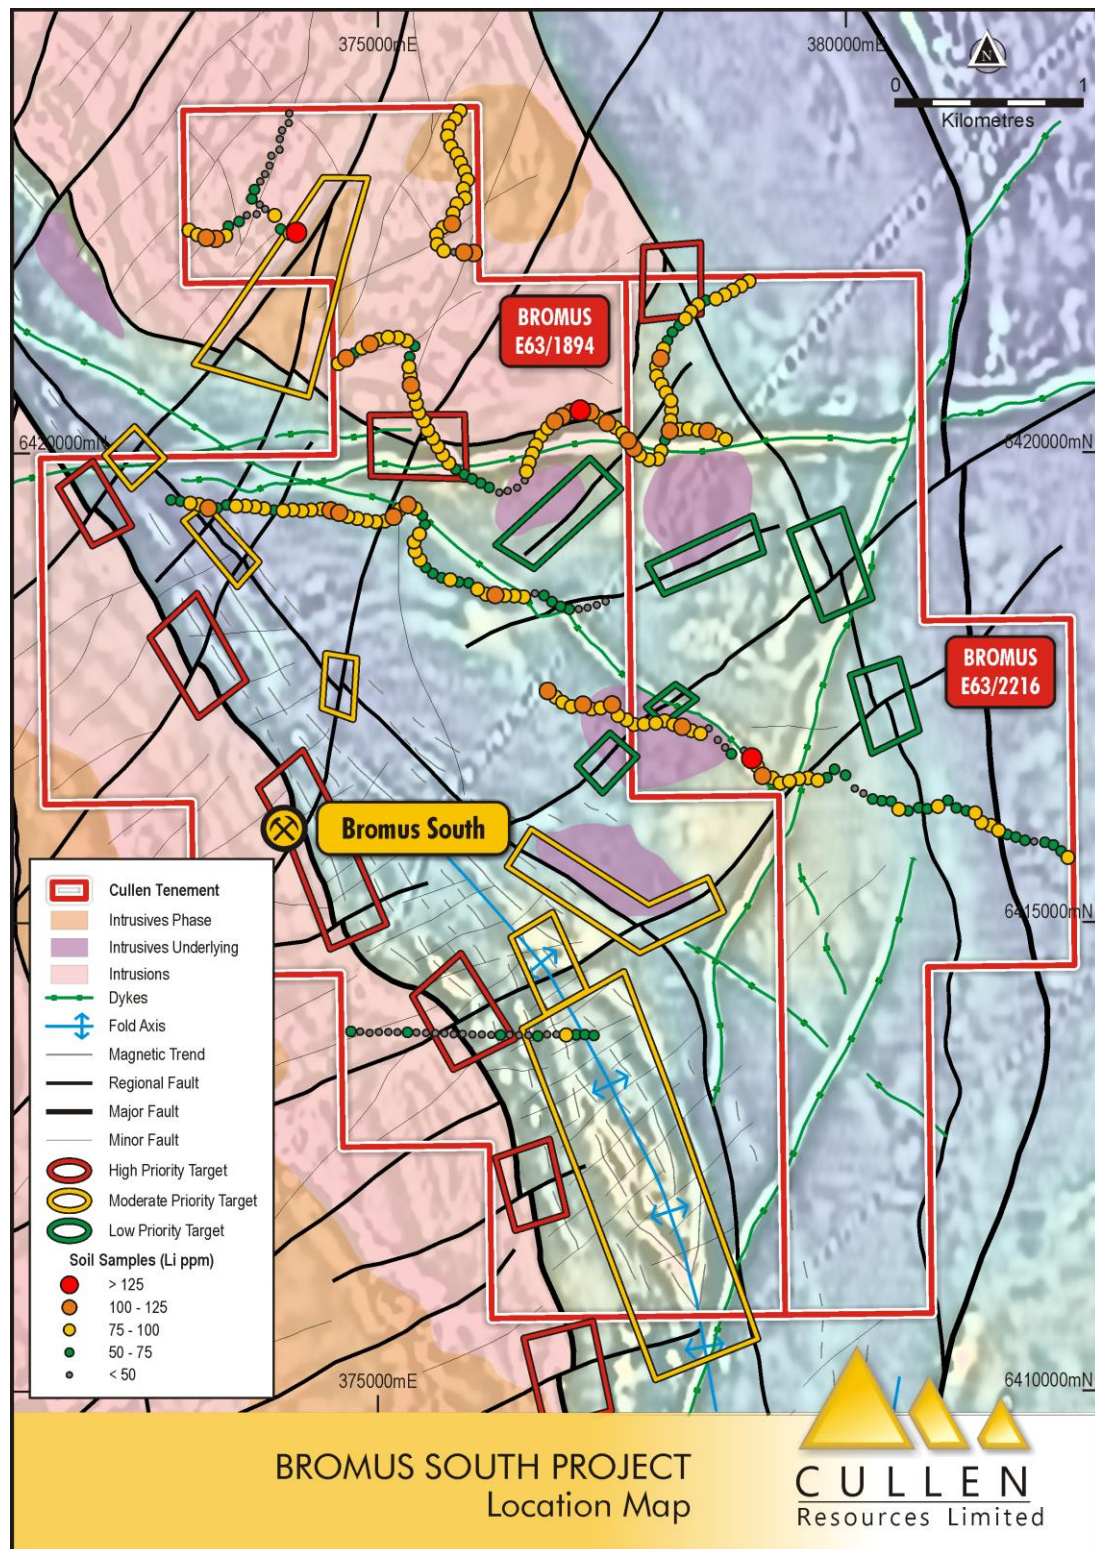 375000mE
380000mE
N
0 1
Kilometres
BROMUS
E63/1894
6420000mN
6420000mN
BROMUS
E63/2216
Bromus South
Cullen Tenement
Intrusives Phase
Intrusives Underlying
Intrusions
Dykes
Fold Axis
Magnetic Trend
Regional Fault
Major Fault
Minor Fault
High Priority Target
Moderate Priority Target
Low Priority Target
Soil Samples (Li ppm)
> 125
100 - 125
75 - 100
50 - 75
< 50
6415000mN
375000mE
6410000mN
BROMUS SOUTH PROJECT
Location Map
CULLEN
Resources Limited